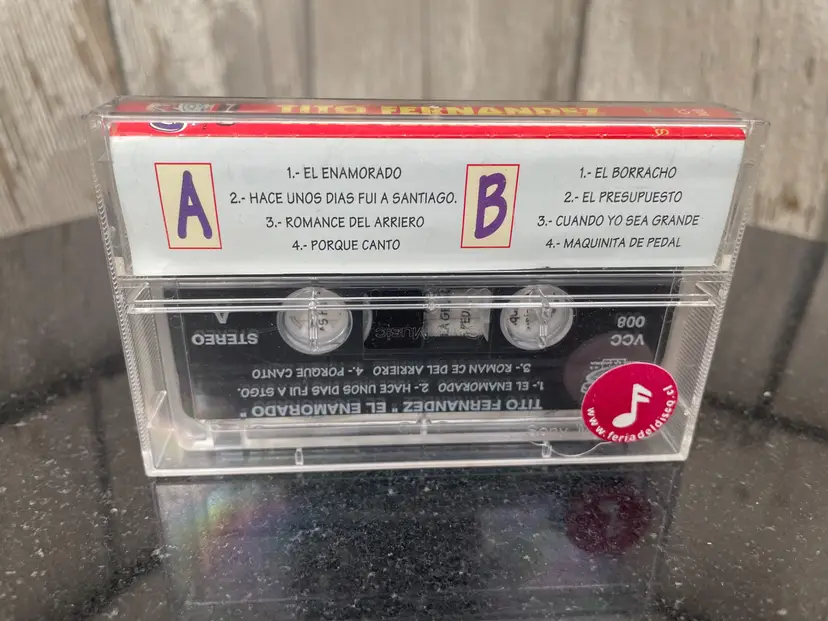 TITO FERNANDEZ
A
1.- EL ENAMORADO
2.- HACE UNOS DIAS FUI A SANTIAGO.
3.- ROMANCE DEL ARRIERO
4.- PORQUE CANTO
B
1.- EL BORRACHO
2.- EL PRESUPUESTO
3.- CUANDO YO SEA GRANDE
4.- MAQUINITA DE PEDAL
TITO FERNANDEZ " EL ENAMORADO "
1.- EL ENAMORADO 2.- HACE UNOS DIAS FUI A STGO.
3.- ROMAN CE DEL ARRIERO 4.- PORQUE CANTO
VCC
008
A
STEREO
www.feriadeldisco.cl